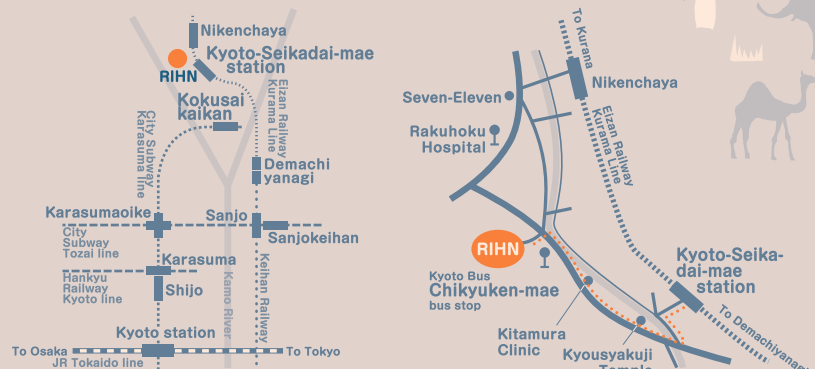 Nikenchaya
Kyoto-Seikadai-mae
station
RIHN
Kokusai
kaikan
Eizan Railway
Kurama Line
City Subway
Karasuma line
Demachi
yanagi
Karasumaoike
Sanjo
Sanjokeihan
City
Subway
Tozai line
Karasuma
Hankyu
Railway
Kyoto line
Shijo
Kamo River
Keihan Railway
Kyoto station
To Osaka
To Tokyo
JR Tokaido line
To Kurana
Nikenchaya
Seven-Eleven
Eizan Railway
Kurama Line
Rakuhoku
Hospital
RIHN
Kyoto Bus
Chikyuken-mae
bus stop
Kyoto-Seika-
dai-mae
station
To Demachiyanagi
Kitamura
Clinic
Kyousyakuji
Temple